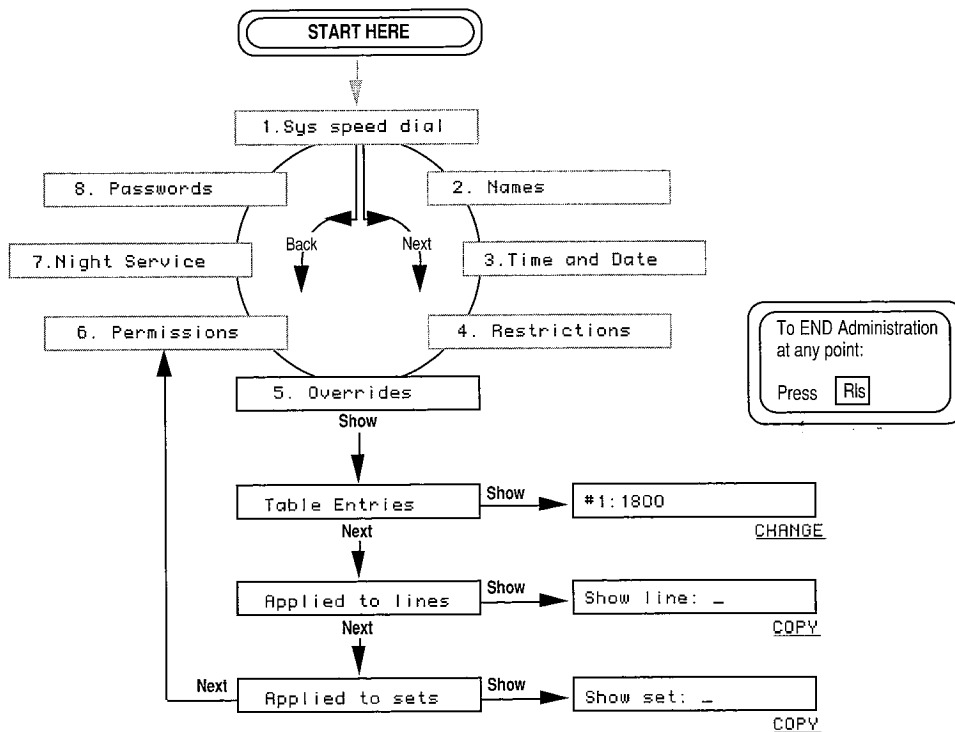 START HERE
1.Sys speed dial
8. Passwords
2. Names
Back
Next
7.Night Service
3.Time and Date
6. Permissions
4. Restrictions
To END Administration
at any point:
Press Rls
5. Overrides
Show
Table Entries
Show
#1:1800
CHANGE
Next
Applied to lines
Show
Show line: _
COPY
Next
Next
Applied to sets
Show
Show set: _
COPY